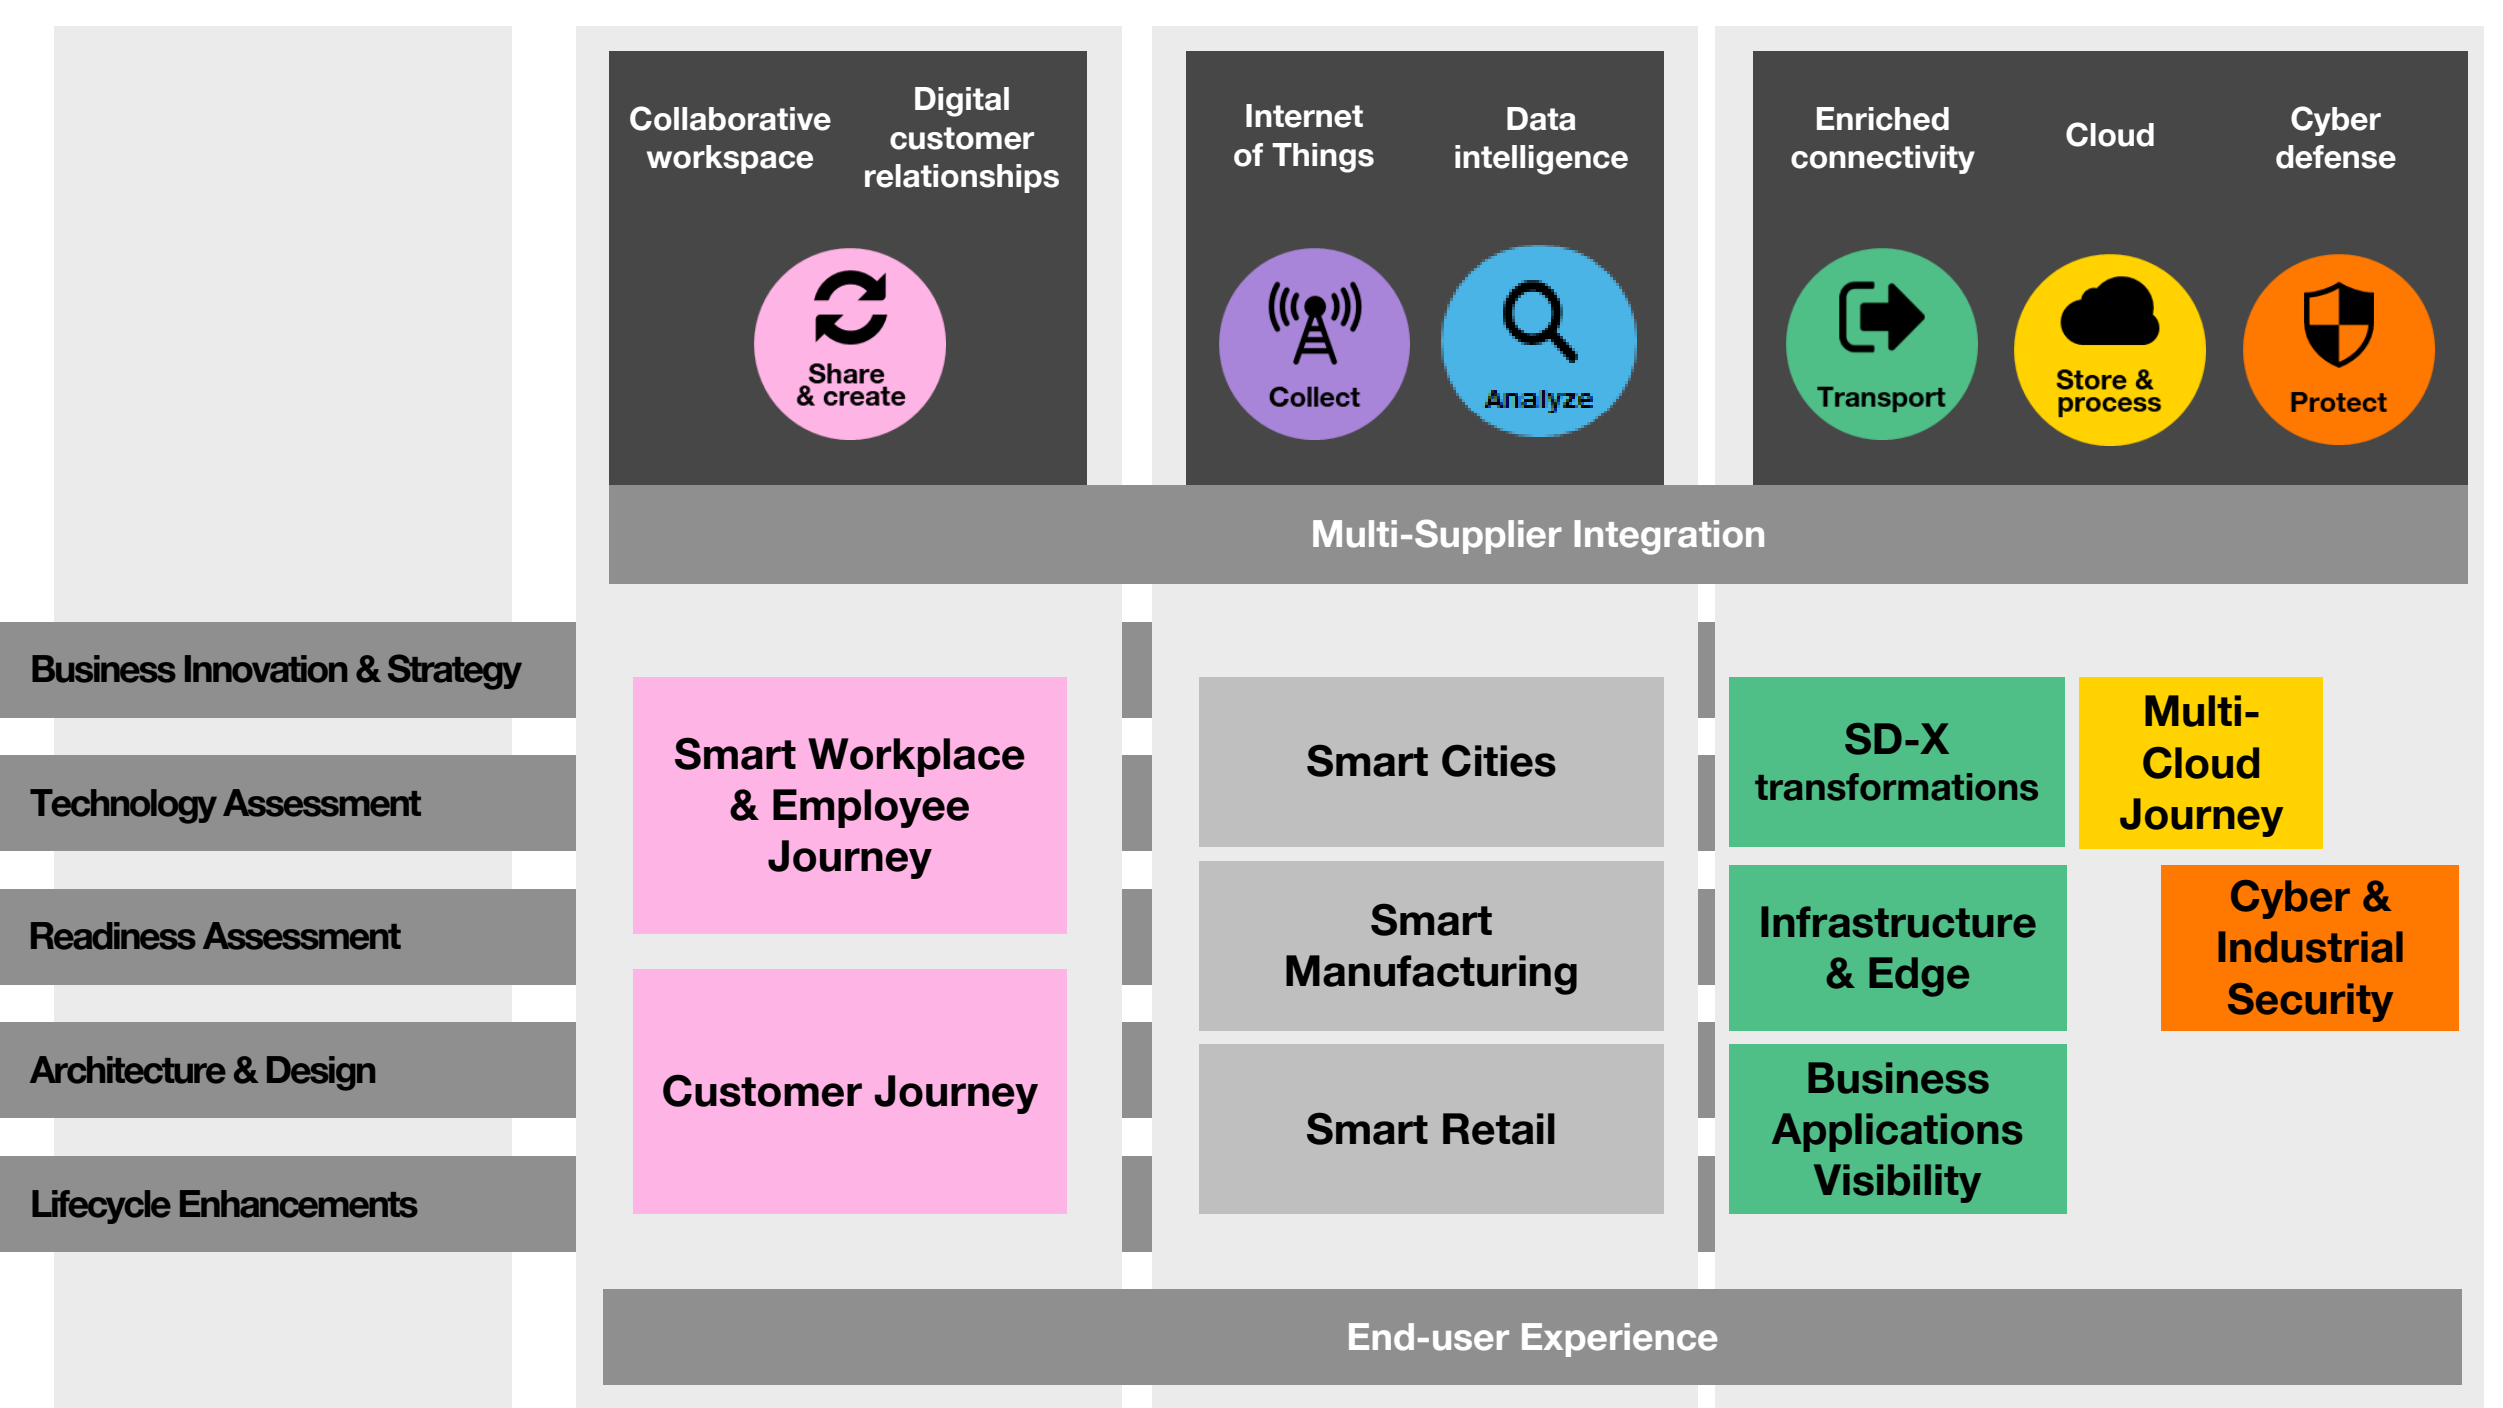 Collaborative
workspace
Digital
customer
relationships
Share
& create
Internet
of Things
Data
intelligence
Collect
Analyze
Enriched
connectivity
Cloud
Cyber
defense
Transport
Store &
process
Protect
Multi-Supplier Integration
Business Innovation & Strategy
Technology Assessment
Readiness Assessment
Architecture & Design
Lifecycle Enhancements
Smart Workplace
& Employee
Journey
Customer Journey
Smart Cities
Smart
Manufacturing
Smart Retail
SD-X
transformations
Multi-
Cloud
Journey
Infrastructure
& Edge
Cyber &
Industrial
Security
Business
Applications
Visibility
End-user Experience